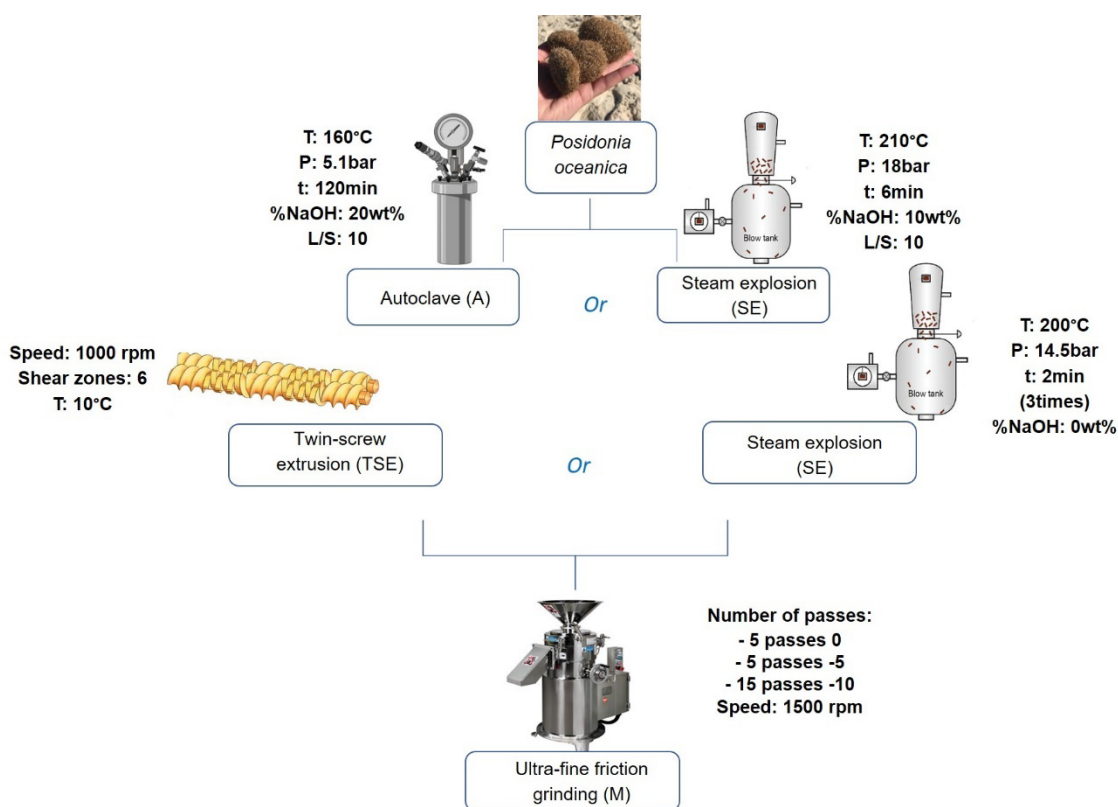 Posidonia
oceanica
T: 160°C
P: 5.1bar
t: 120min
%NaOH: 20wt%
L/S: 10
Autoclave (A)
Or
Blow tank
Steam explosion
(SE)
T: 210°C
P: 18bar
t: 6min
%NaOH: 10wt%
L/S: 10
Speed: 1000 rpm
Shear zones: 6
T: 10°C
Twin-screw
extrusion (TSE)
Or
Blow tank
Steam explosion
(SE)
T: 200°C
P: 14.5bar
t: 2min
(3times)
%NaOH: 0wt%
Number of passes:
- 5 passes 0
- 5 passes -5
- 15 passes -10
Speed: 1500 rpm
Ultra-fine friction
grinding (M)